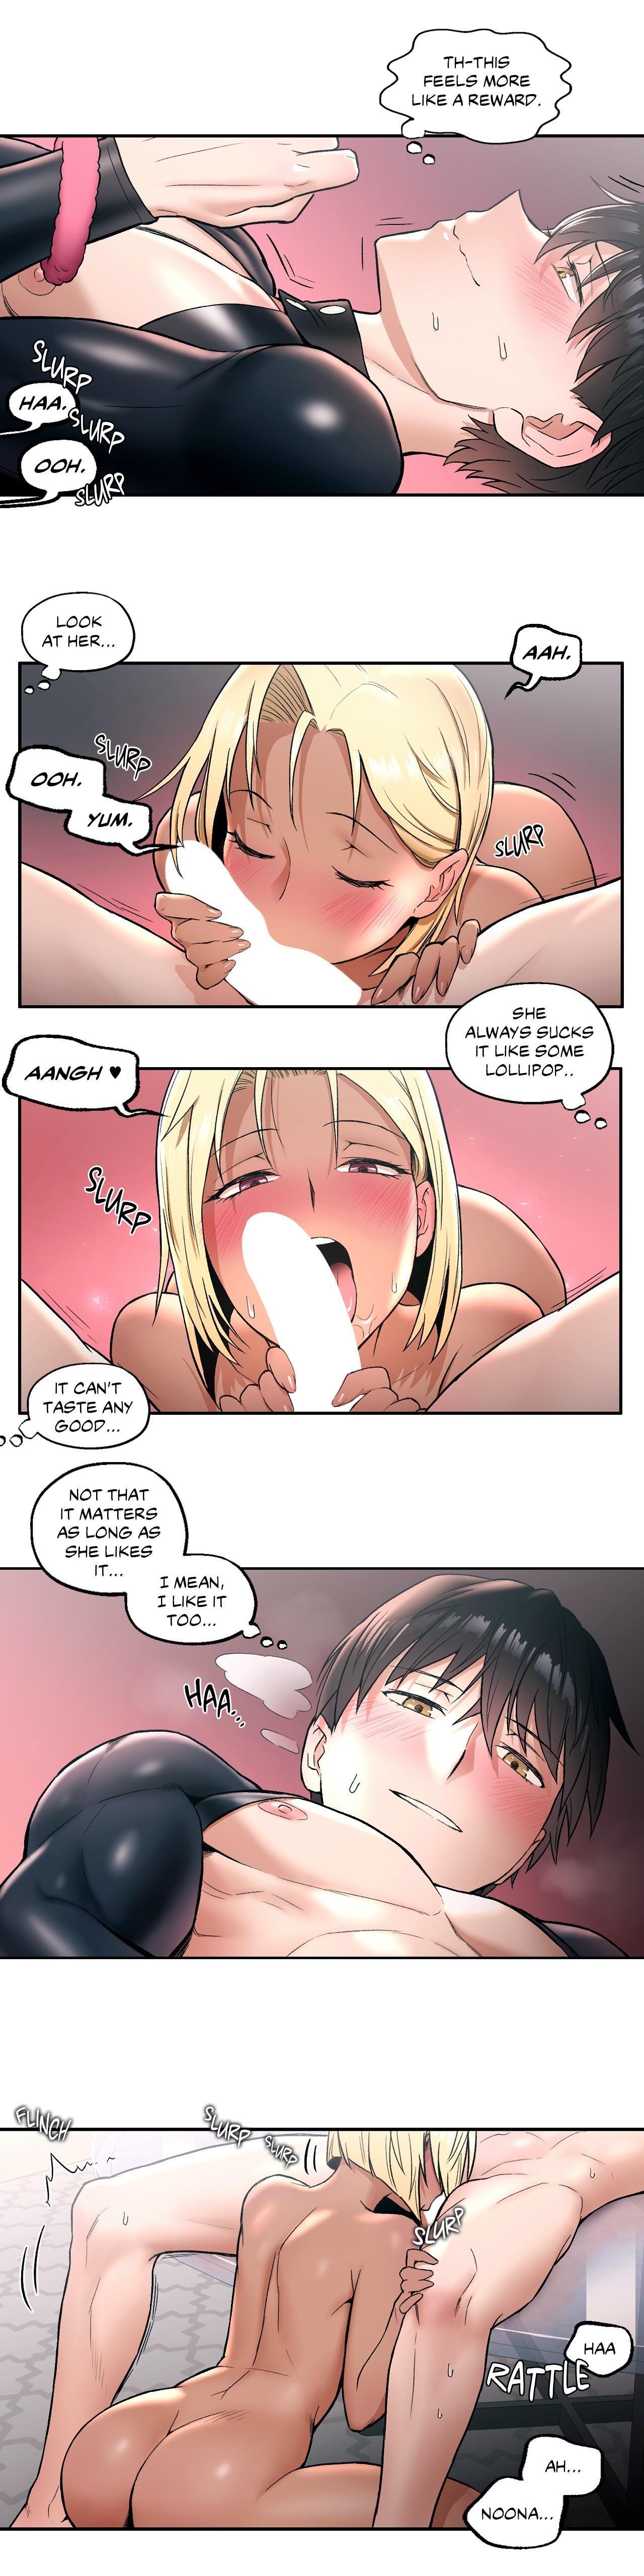 TH-THIS
FEELS MORE
LIKE A REWARD.
SLURP
HAA.
SLURP
OOH.
SLURP
LOOK
AT HER...
AAH.
SLURP
OOH.
YUM.
SLURP
SHE
ALWAYS SUCKS
IT LIKE SOME
LOLLIPOP..
AANGH ♥
SLURP
IT CAN'T
TASTE ANY
GOOD...
NOT THAT
IT MATTERS
AS LONG AS
SHE LIKES
IT...
I MEAN,
I LIKE IT
TOO...
HAA...
FLINCH
SLURP
SLURP
SLURP
HAA
RATTLE
AH...
NOONA...